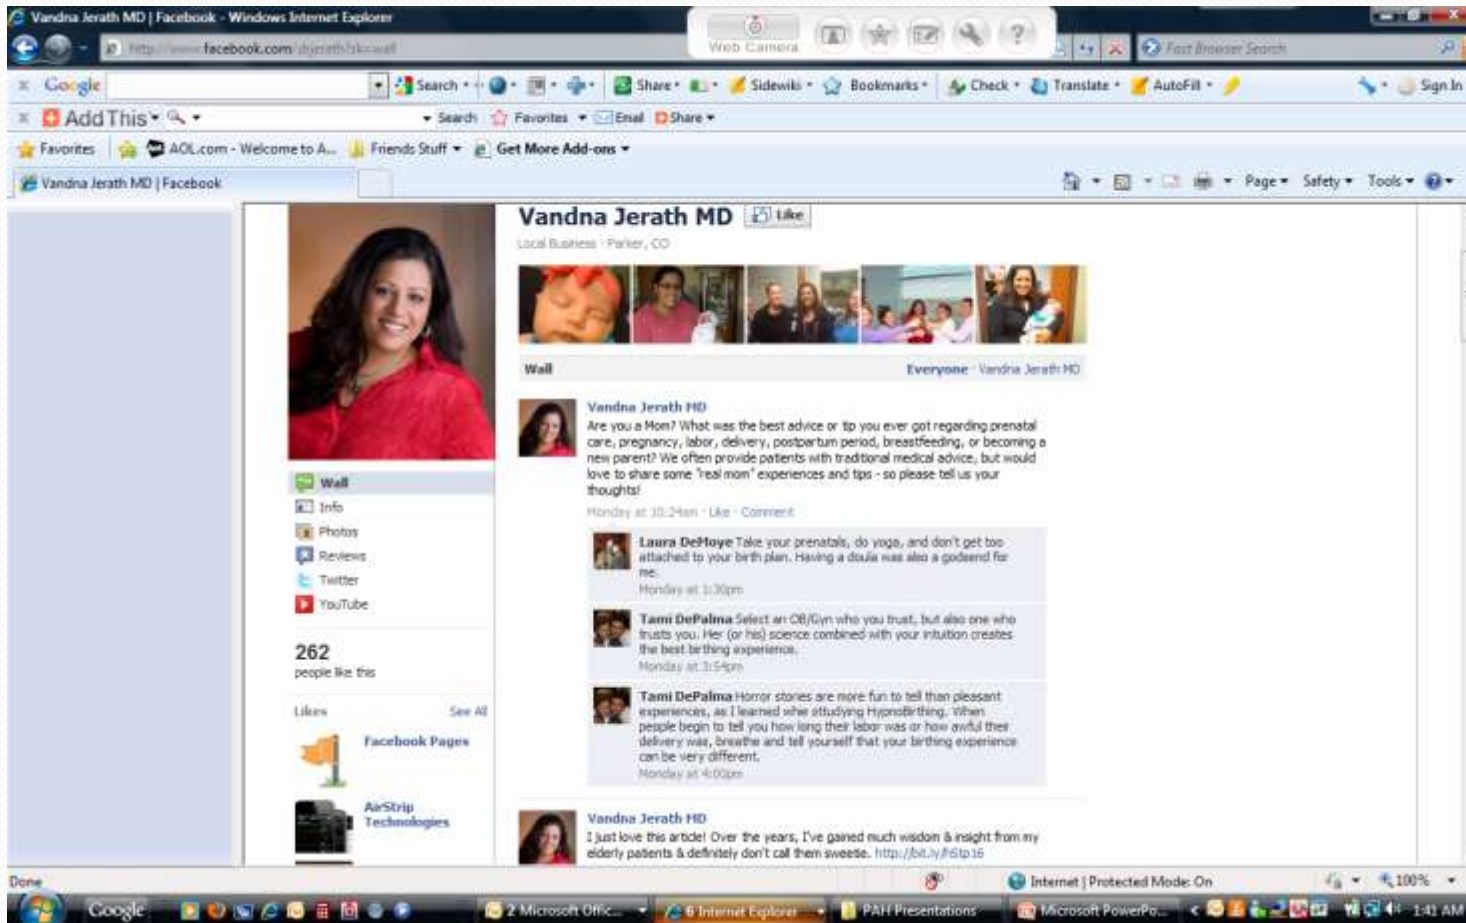 Vandna Jerath MD | Facebook - Windows Internet Explorer
Web Camera
?
Fast Browser Search
Google
Search
Share
Sidewiki
Bookmarks
Check
Translate
AutoFill
Sign In
AddThis
Search
Favorites
Email
Share
Favorites
AOL.com - Welcome to A...
Friends Stuff
Get More Add-ons
Vandna Jerath MD | Facebook
Page
Safety
Tools
Vandna Jerath MD
Like
Local Business · Parker, CO
Wall
Everyone · Vandna Jerath MD
Vandna Jerath MD
Are you a Mom? What was the best advice or tip you ever got regarding prenatal
care, pregnancy, labor, delivery, postpartum period, breastfeeding, or becoming a
new parent? We often provide patients with traditional medical advice, but would
love to share some "real mom" experiences and tips - so please tell us your
thoughts!
Monday at 10:24am · Like · Comment
Laura DeMoye Take your prenatals, do yoga, and don't get too
attached to your birth plan. Having a doula was also a godsend for
me.
Monday at 1:30pm
Tami DePalma Select an OB/Gyn who you trust, but also one who
trusts you. Her (or his) science combined with your intuition creates
the best birthing experience.
Monday at 3:54pm
Tami DePalma Horror stories are more fun to tell than pleasant
experiences, as I learned studying HypnoBirthing. When
people begin to tell you how long their labor was or how awful their
delivery was, breathe and tell yourself that your birthing experience
can be very different.
Monday at 4:00pm
Vandna Jerath MD
I just love this article! Over the years, I've gained much wisdom & insight from my
elderly patients & definitely don't call them sweetie.
Wall
Info
Photos
Reviews
Twitter
YouTube
262
people like this
Likes
See All
Facebook Pages
AirStrip
Technologies
Done
Internet | Protected Mode: On
100%
Google
2 Microsoft Offic...
6 Internet Explorer
PAH Presentations
Microsoft PowerPo...
1:41 AM